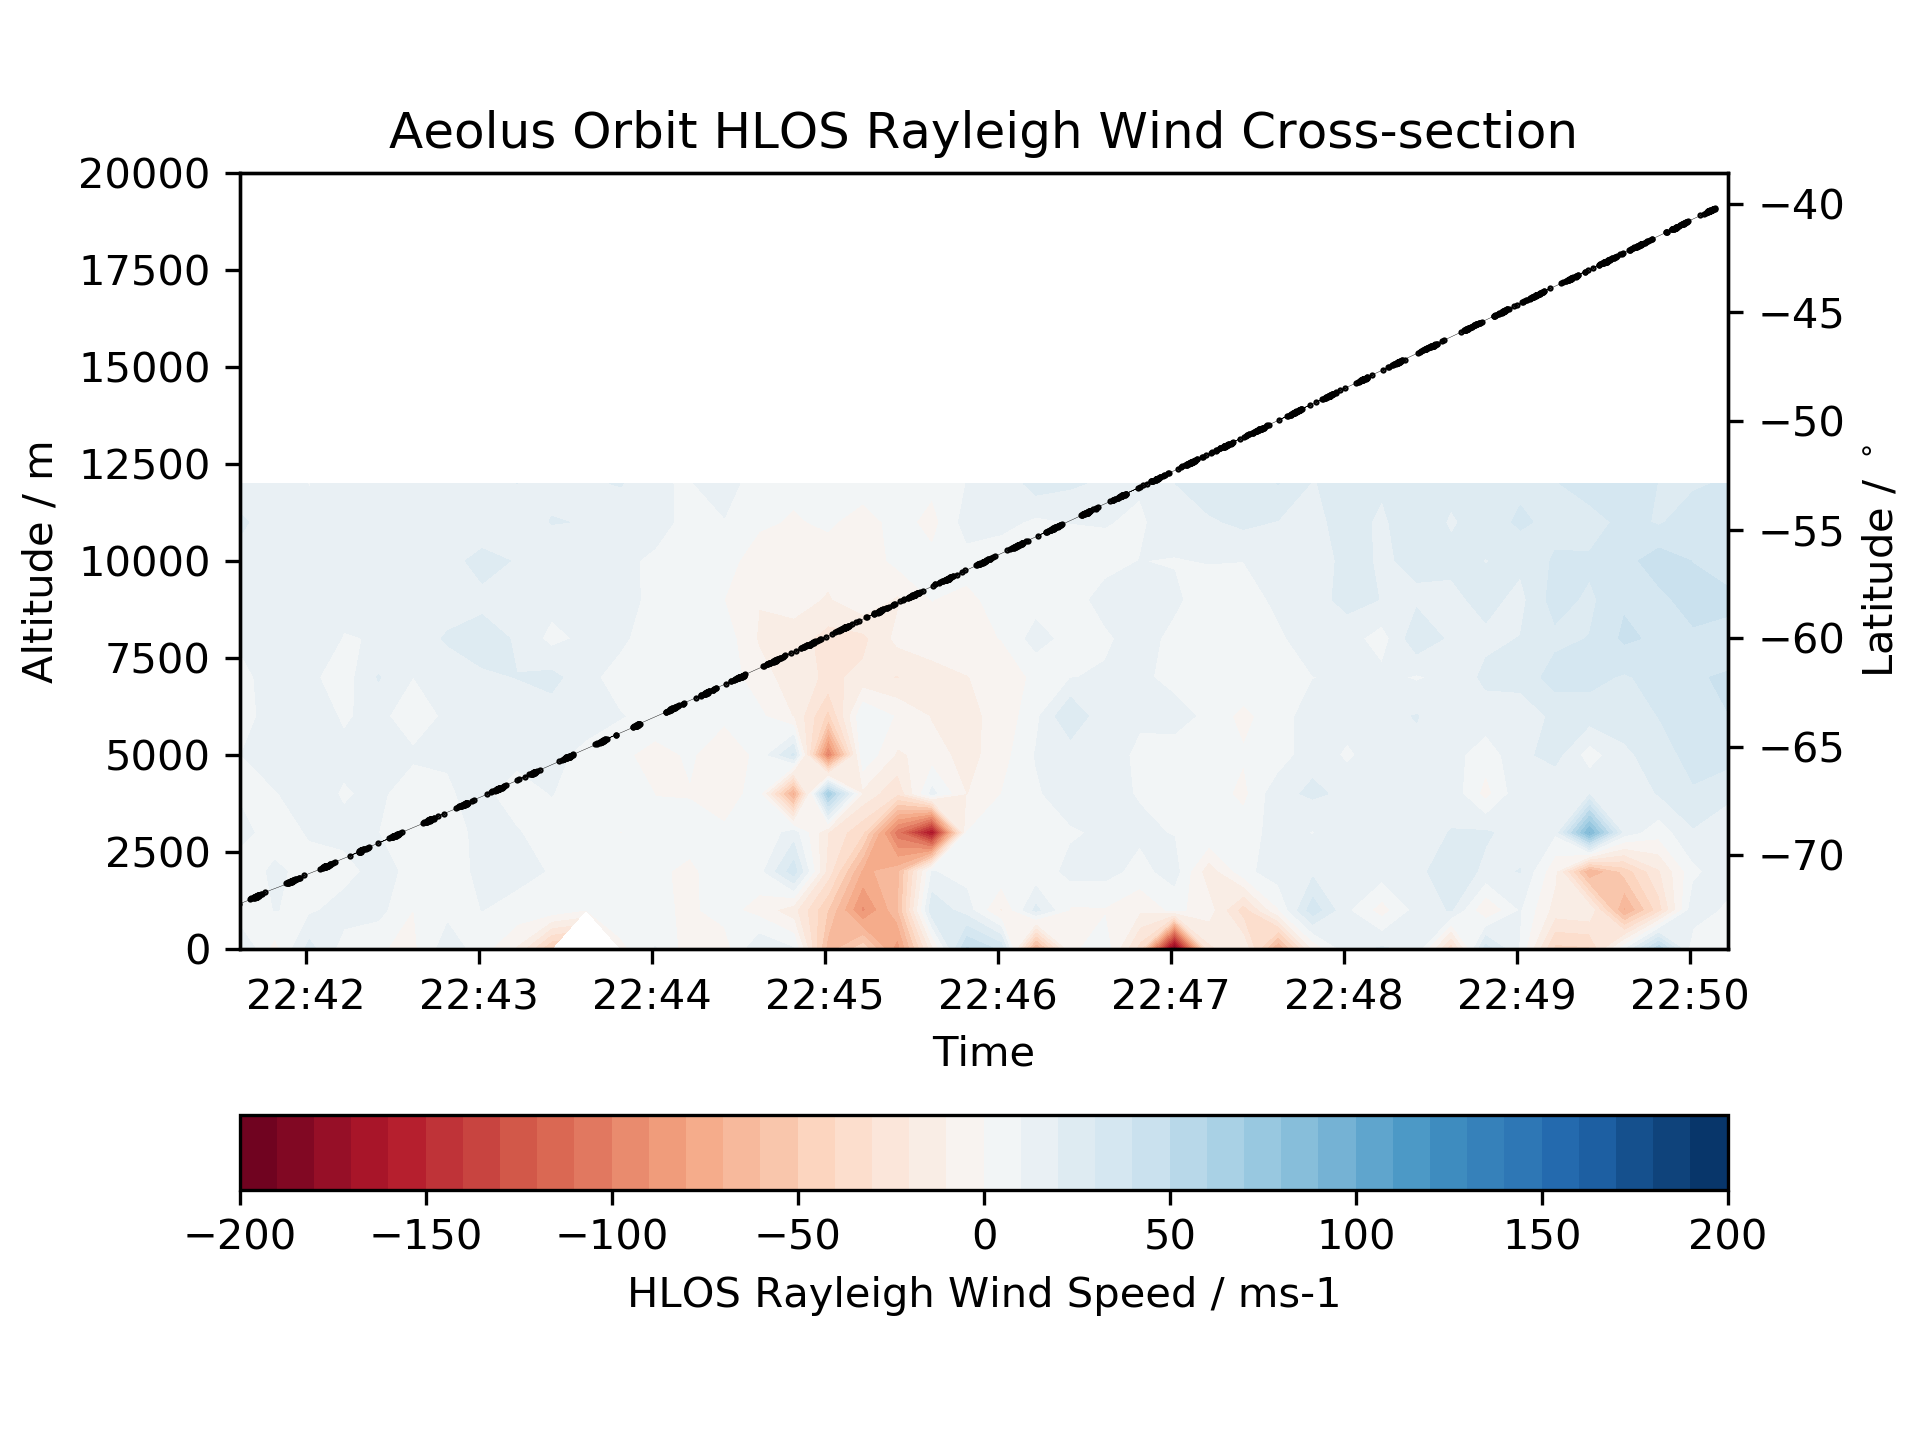 Aeolus Orbit HLOS Rayleigh Wind Cross-section
20000
17500
15000
12500
10000
7500
5000
2500
0
Altitude / m
−40
−45
−50
−55
−60
−65
−70
Latitude / °
22:42 22:43 22:44 22:45 22:46 22:47 22:48 22:49 22:50
Time
−200 −150 −100 −50 0 50 100 150 200
HLOS Rayleigh Wind Speed / ms-1